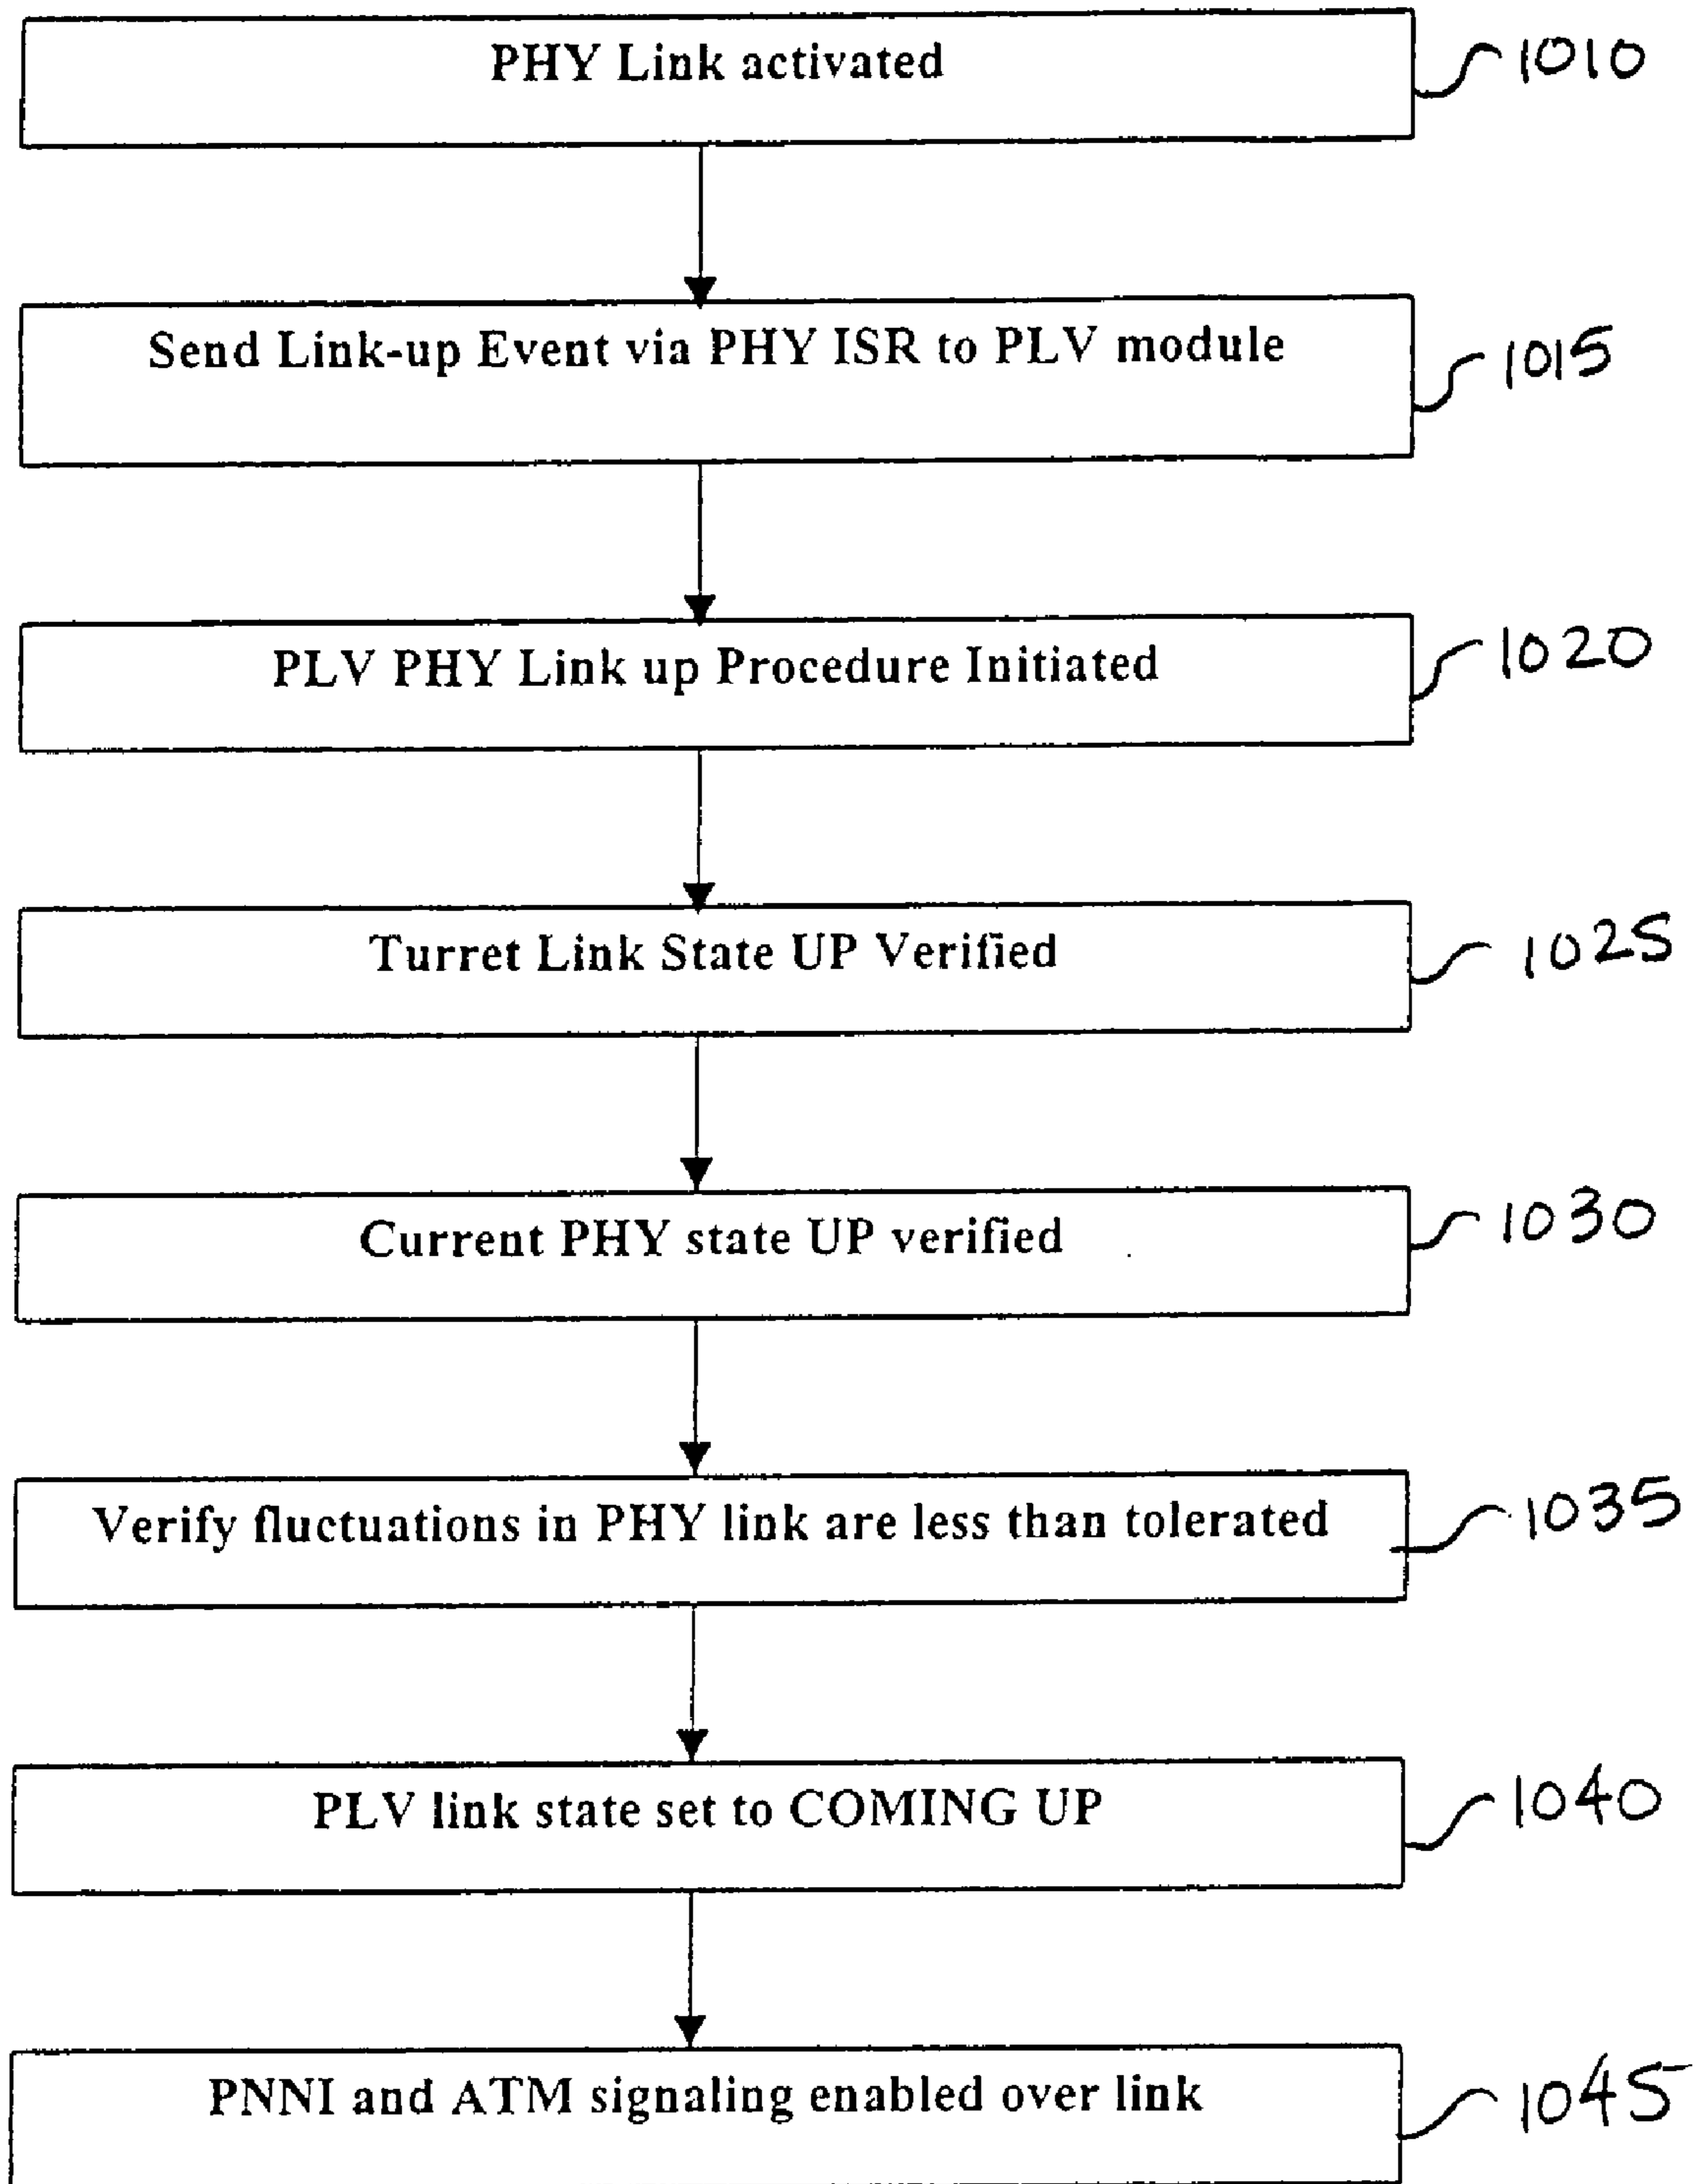 PHY Link activated
1010
Send Link-up Event via PHY ISR to PLV module
1015
PLV PHY Link up Procedure Initiated
1020
Turret Link State UP Verified
1025
Current PHY state UP verified
1030
Verify fluctuations in PHY link are less than tolerated
1035
PLV link state set to COMING UP
1040
PNNI and ATM signaling enabled over link
1045